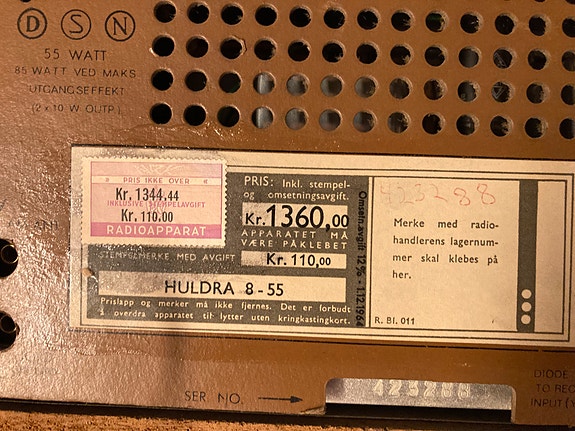 D S N
55 WATT
85 WATT VED MAKS
UTGANGSEFFEKT
(2 x 10 W OUTP.)
PRIS IKKE OVER
Kr. 1344.44
INKLUSIVE STEMPELAVGIFT
Kr. 110.00
RADIOAPPARAT
STEMPELMERKE MED AVGIFT
PRIS: Inkl. stempel-
og omsetningsavgift.
Kr. 1360,00
APPARATET MÅ
VÆRE PÅKLEBET
Kr. 110,00
HULDRA 8-55
Prislapp og merker må ikke fjernes. Det er forbudt
å overdra apparatet til lytter uten kringkastingkort.
Omsetn.avgift 12% - 1.12.1964
423288
Merke med radio-
handlerens lagernum-
mer skal klebes på
her.
R. Bl. 011
SER. NO.
423288
DIODE
TO REC
INPUT